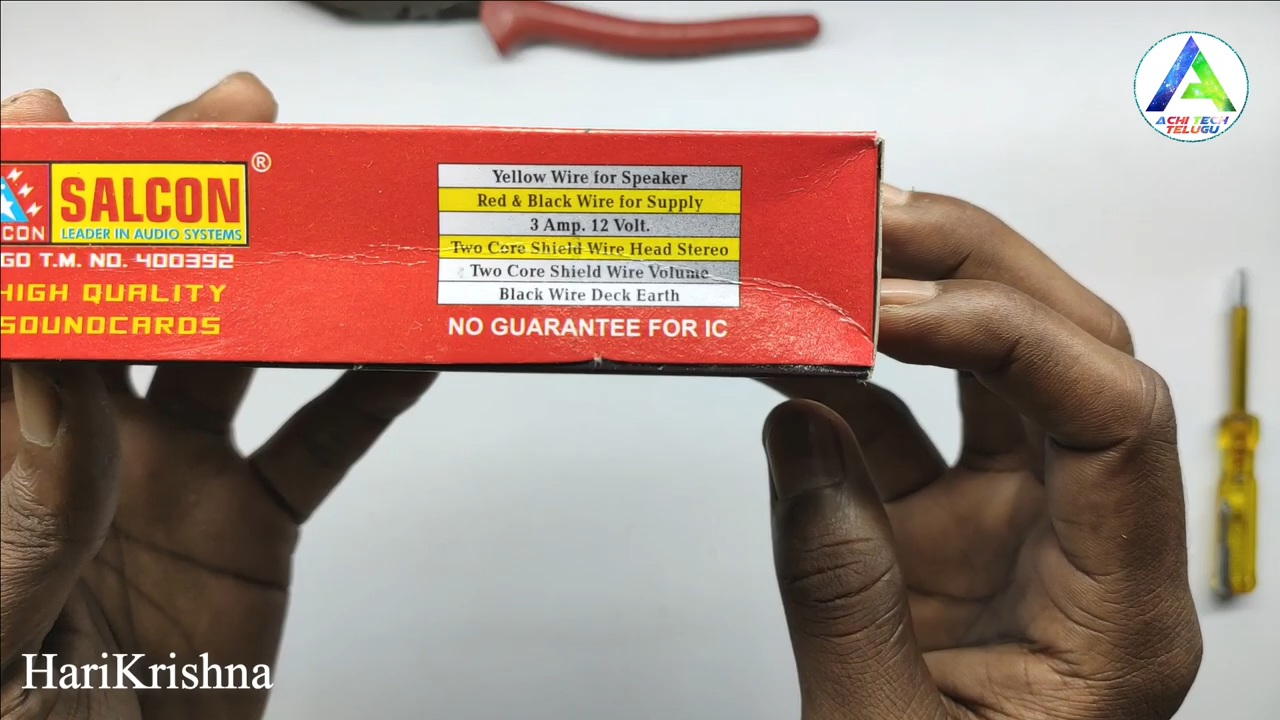 ACHI TECH
TELUGU
SALCON
®
LEADER IN AUDIO SYSTEMS
CON
GD T.M. NO. 400392
HIGH QUALITY
SOUNDCARDS
Yellow Wire for Speaker
Red & Black Wire for Supply
3 Amp. 12 Volt.
Two Core Shield Wire Head Stereo
Two Core Shield Wire Volume
Black Wire Deck Earth
NO GUARANTEE FOR IC
HariKrishna